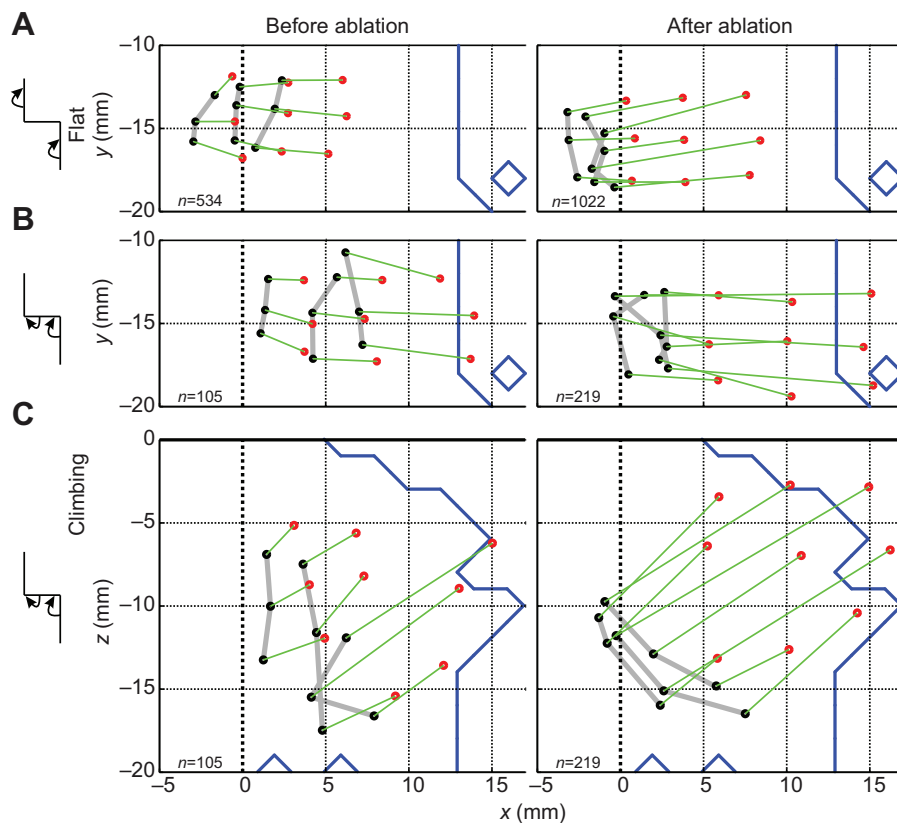 A
Before ablation
After ablation
Flat
y (mm)
–10
–15
–20
n=534
n=1022
B
y (mm)
–10
–15
–20
n=105
n=219
C
Climbing
z (mm)
0
–5
–10
–15
–20
n=105
n=219
–5 0 5 10 15
–5 0 5 10 15
x (mm)